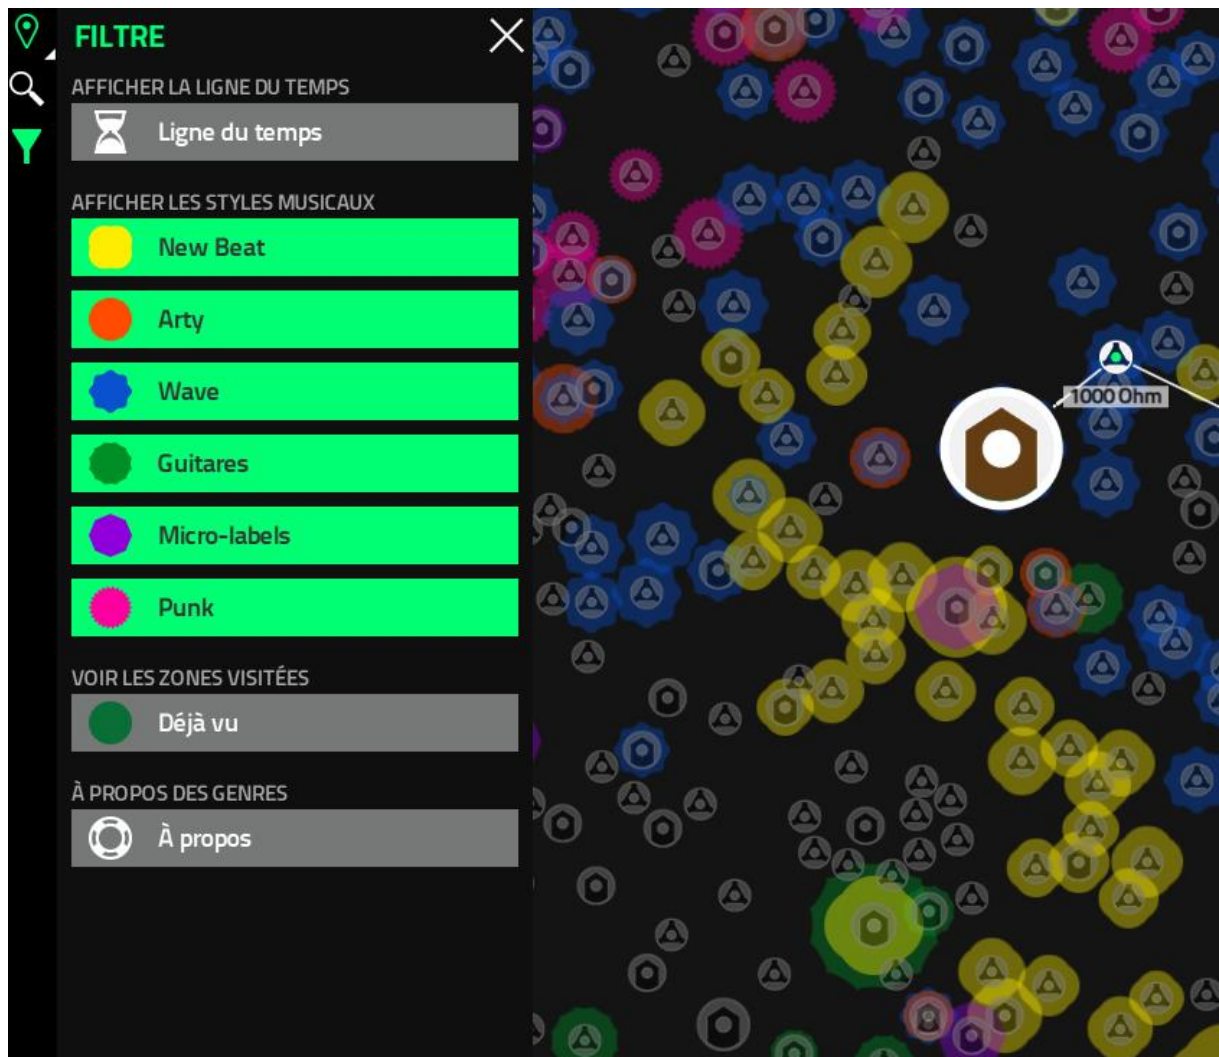 FILTRE
AFFICHER LA LIGNE DU TEMPS
Ligne du temps
AFFICHER LES STYLES MUSICAUX
New Beat
Arty
Wave
1000 Ohm
Guitares
Micro-labels
Punk
VOIR LES ZONES VISITÉES
Déjà vu
À PROPOS DES GENRES
À propos